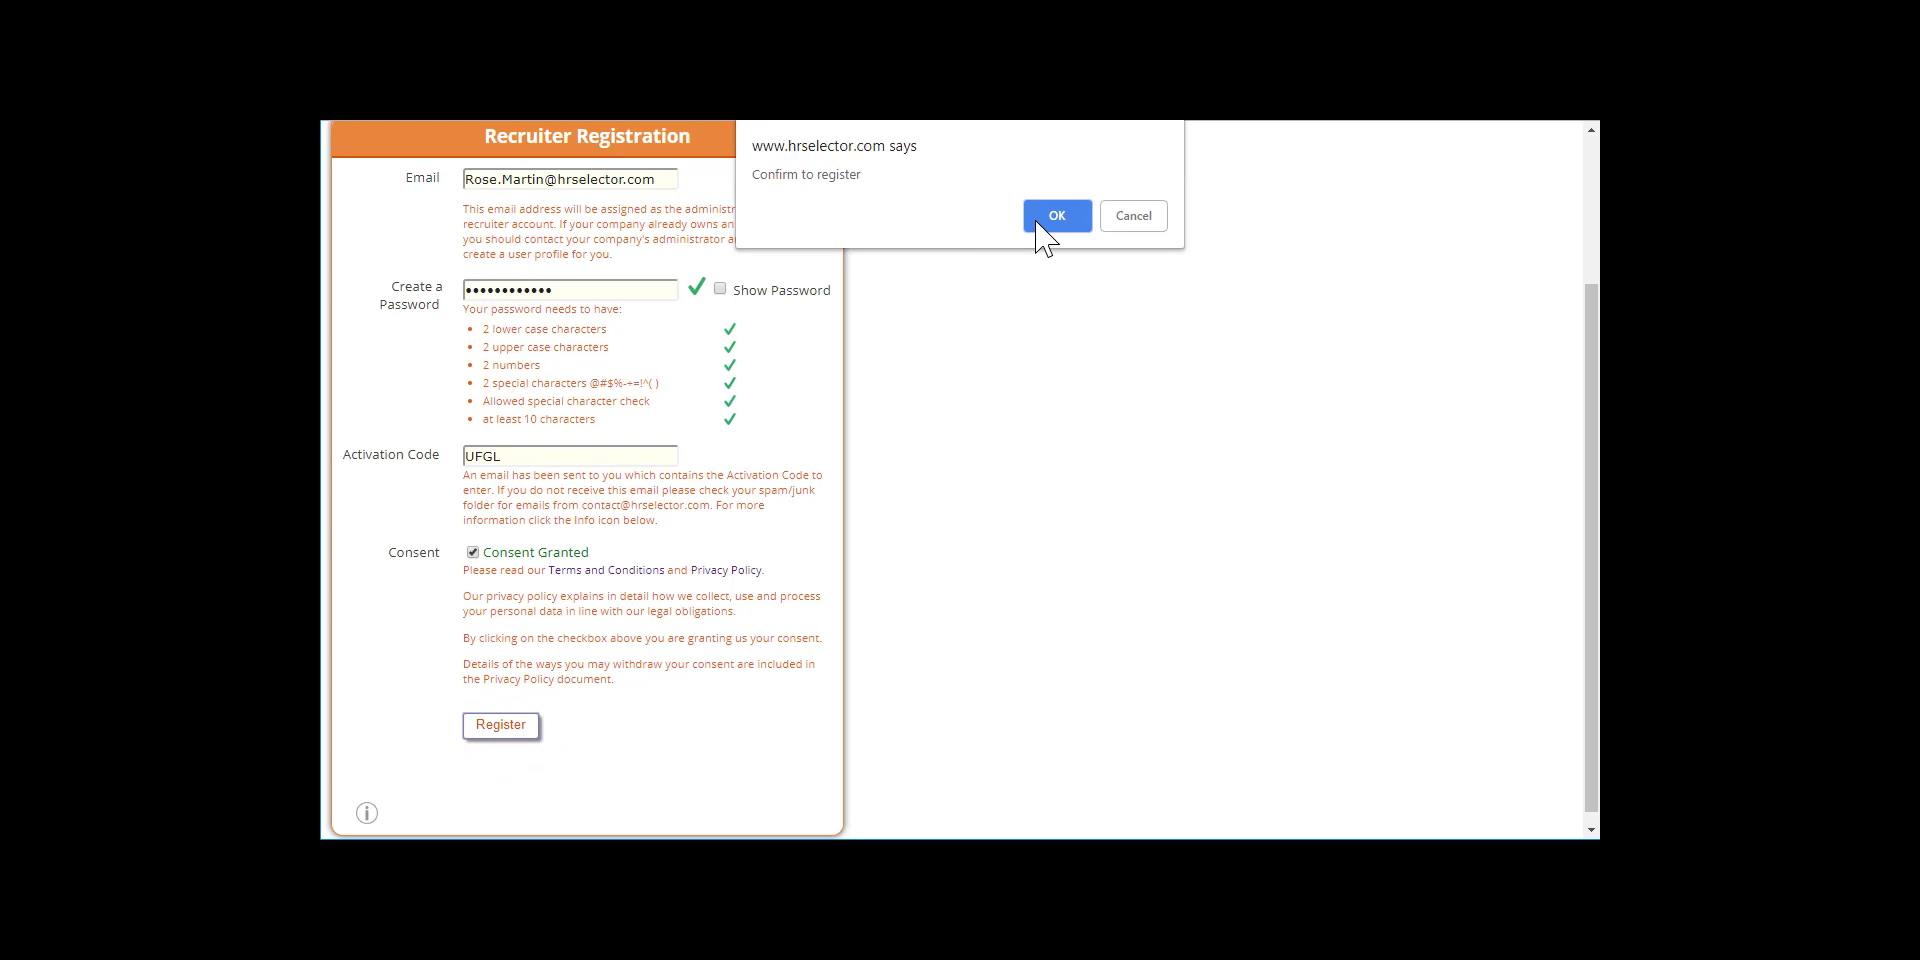 Recruiter Registration
www.hrselector.com says
Confirm to register
OK
Cancel
Email
Rose.Martin@hrselector.com
This email address will be assigned as the administr
recruiter account. If your company already owns an
you should contact your company's administrator a
create a user profile for you.
Create a
Password
••••••••••••
Show Password
Your password needs to have:
• 2 lower case characters
• 2 upper case characters
• 2 numbers
• 2 special characters @#$%-+=!^( )
• Allowed special character check
• at least 10 characters
Activation Code
UFGL
An email has been sent to you which contains the Activation Code to
enter. If you do not receive this email please check your spam/junk
folder for emails from contact@hrselector.com. For more
information click the Info icon below.
Consent
Consent Granted
Please read our Terms and Conditions and Privacy Policy.
Our privacy policy explains in detail how we collect, use and process
your personal data in line with our legal obligations.
By clicking on the checkbox above you are granting us your consent.
Details of the ways you may withdraw your consent are included in
the Privacy Policy document.
Register